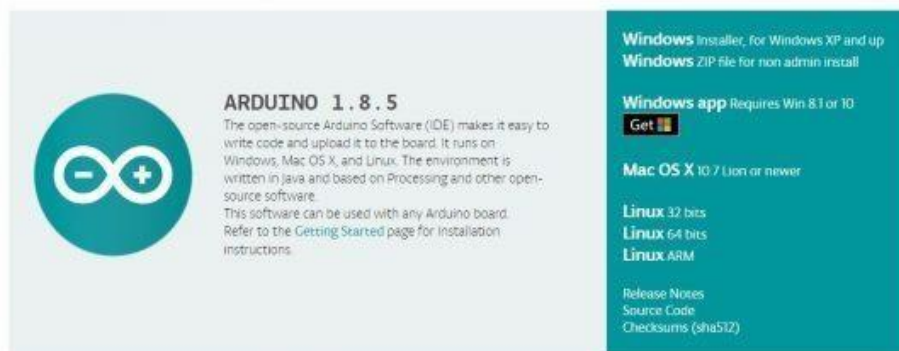 ARDUINO 1.8.5
The open-source Arduino Software (IDE) makes it easy to
write code and upload it to the board. It runs on
Windows, Mac OS X, and Linux. The environment is
written in Java and based on Processing and other open-
source software.
This software can be used with any Arduino board.
Refer to the Getting Started page for Installation
instructions.
Windows Installer, for Windows XP and up
Windows ZIP file for non admin install
Windows app Requires Win 8.1 or 10
Get
Mac OS X 10.7 Lion or newer
Linux 32 bits
Linux 64 bits
Linux ARM
Release Notes
Source Code
Checksums (sha512)